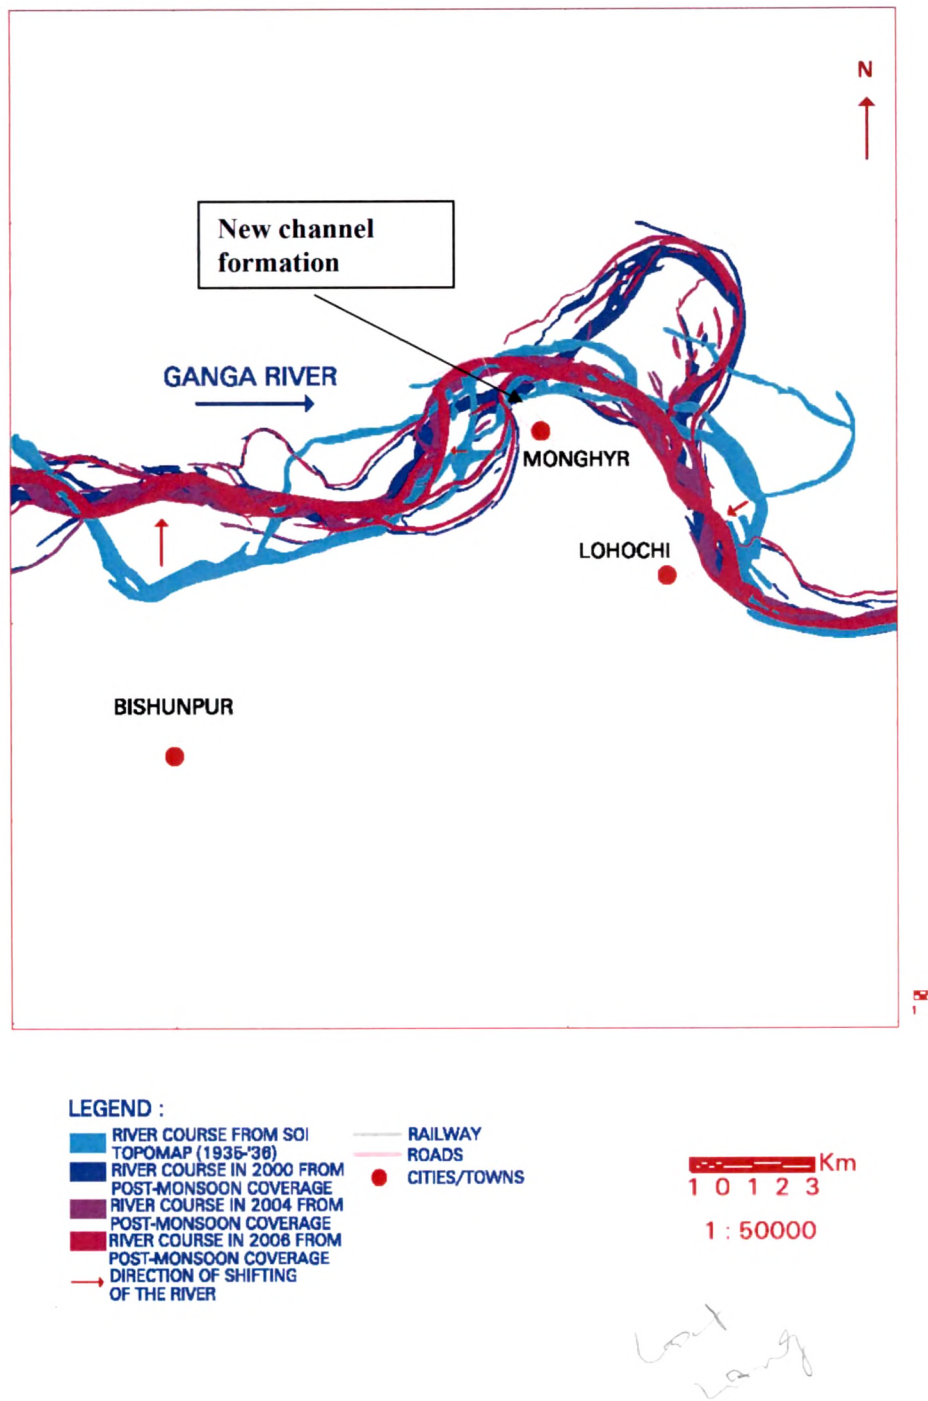 N
New channel
formation
GANGA RIVER
MONGHYR
LOHOCHI
BISHUNPUR
1
LEGEND :
RIVER COURSE FROM SOI
TOPOMAP (1935-'36)
RIVER COURSE IN 2000 FROM
POST-MONSOON COVERAGE
RIVER COURSE IN 2004 FROM
POST-MONSOON COVERAGE
RIVER COURSE IN 2006 FROM
POST-MONSOON COVERAGE
DIRECTION OF SHIFTING
OF THE RIVER
RAILWAY
ROADS
CITIES/TOWNS
Km
1 0 1 2 3
1 : 50000